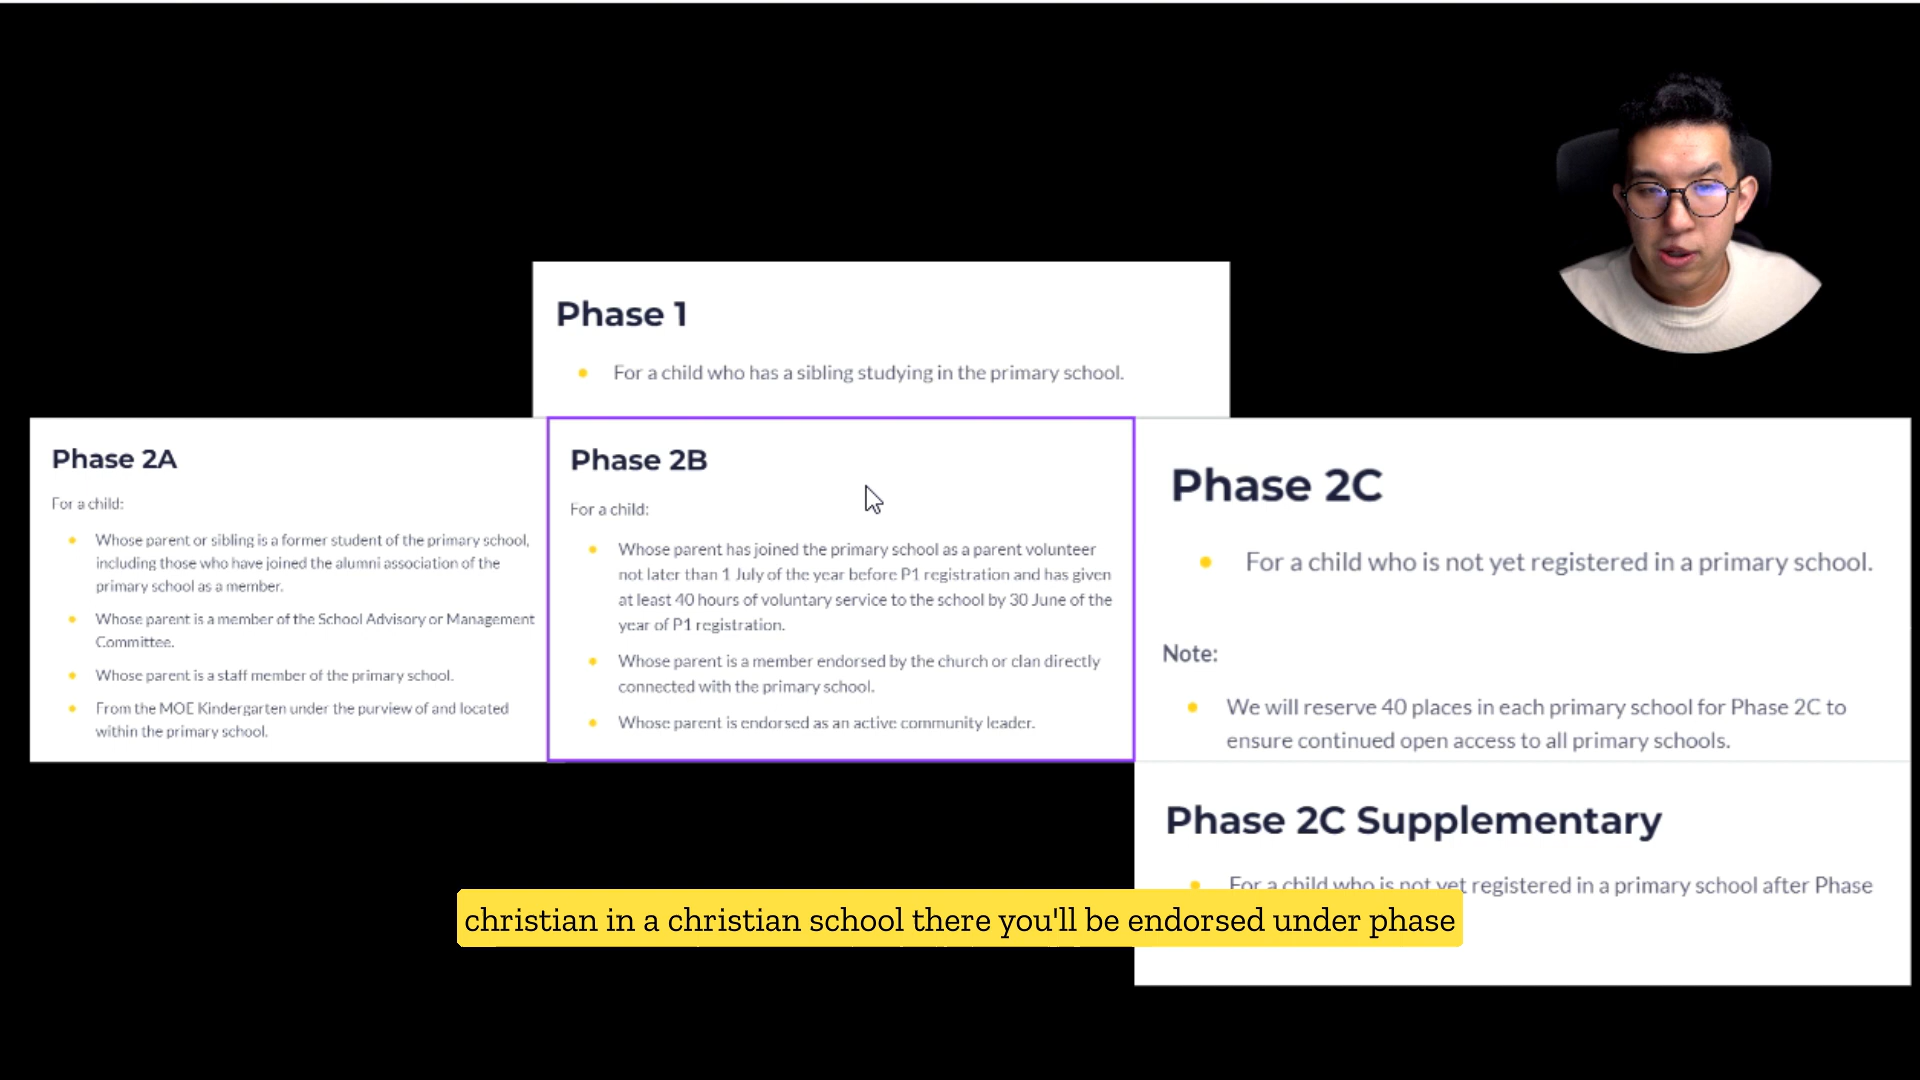 Phase 1
For a child who has a sibling studying in the primary school.
Phase 2A
For a child:
Whose parent or sibling is a former student of the primary school,
including those who have joined the alumni association of the
primary school as a member.
Whose parent is a member of the School Advisory or Management
Committee.
Whose parent is a staff member of the primary school.
From the MOE Kindergarten under the purview of and located
within the primary school.
Phase 2B
For a child:
Whose parent has joined the primary school as a parent volunteer
not later than 1 July of the year before P1 registration and has given
at least 40 hours of voluntary service to the school by 30 June of the
year of P1 registration.
Whose parent is a member endorsed by the church or clan directly
connected with the primary school.
Whose parent is endorsed as an active community leader.
Phase 2C
For a child who is not yet registered in a primary school.
Note:
We will reserve 40 places in each primary school for Phase 2C to
ensure continued open access to all primary schools.
Phase 2C Supplementary
For a child who is not yet registered in a primary school after Phase
christian in a christian school there you'll be endorsed under phase